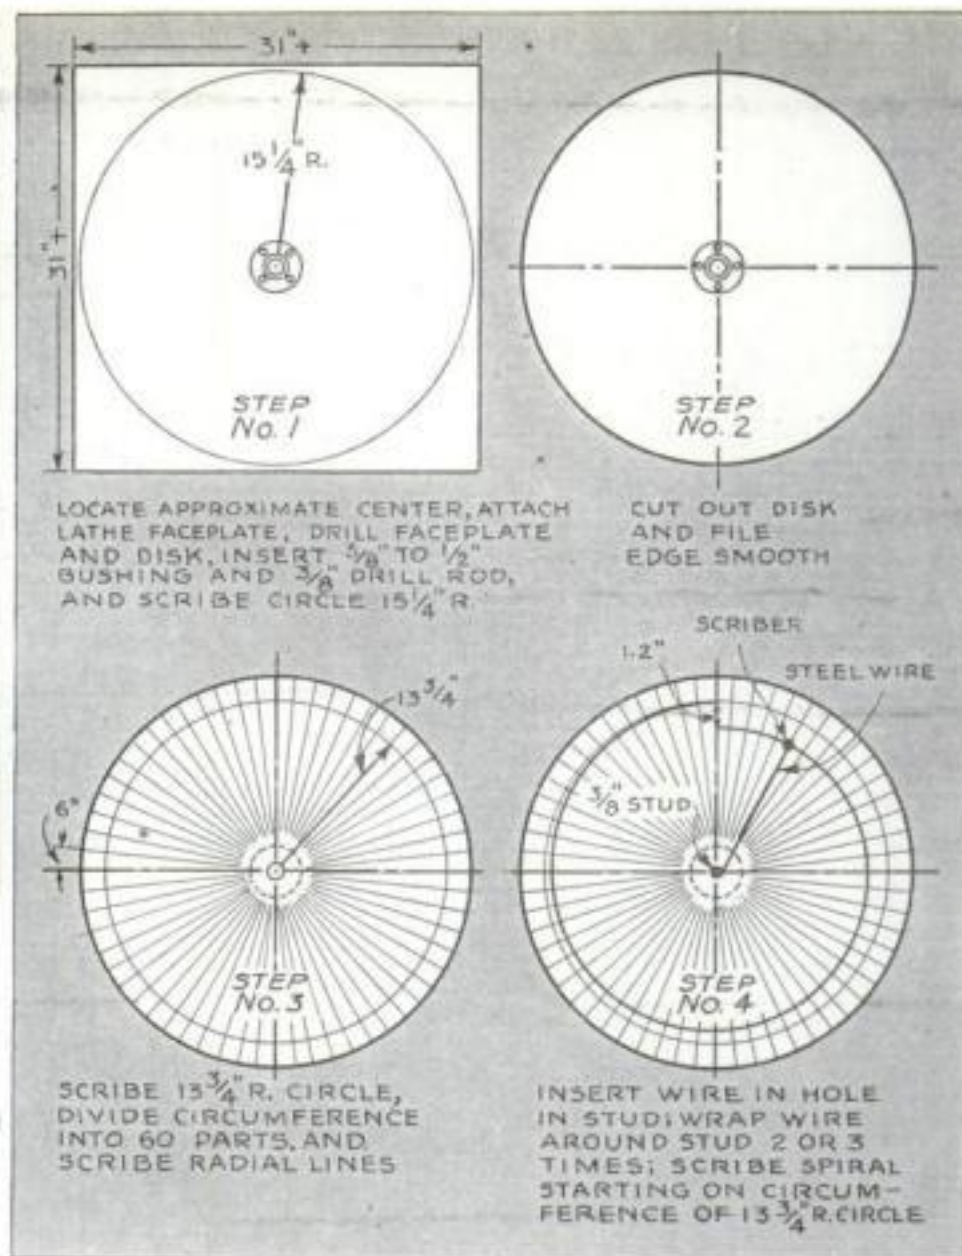 31"+
31"+
15 1/4" R.
STEP
No. 1
STEP
No. 2
LOCATE APPROXIMATE CENTER, ATTACH
LATHE FACEPLATE, DRILL FACEPLATE
AND DISK, INSERT 5/8" TO 1/2"
BUSHING AND 3/8" DRILL ROD,
AND SCRIBE CIRCLE 15 1/4" R.
CUT OUT DISK
AND FILE
EDGE SMOOTH
13 3/4"
6°
STEP
No. 3
SCRIBER
1.2"
STEEL WIRE
3/8" STUD
STEP
No. 4
SCRIBE 13 3/4" R. CIRCLE,
DIVIDE CIRCUMFERENCE
INTO 60 PARTS, AND
SCRIBE RADIAL LINES
INSERT WIRE IN HOLE
IN STUD; WRAP WIRE
AROUND STUD 2 OR 3
TIMES; SCRIBE SPIRAL
STARTING ON CIRCUM-
FERENCE OF 13 3/4" R. CIRCLE